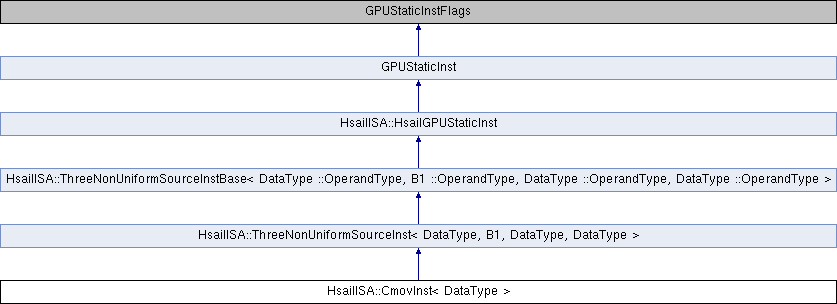 GPUStaticInstFlags
GPUStaticInst
HsailISA::HsailGPUStaticInst
HsailISA::ThreeNonUniformSourceInstBase< DataType ::OperandType, B1 ::OperandType, DataType ::OperandType, DataType ::OperandType >
HsailISA::ThreeNonUniformSourceInst< DataType, B1, DataType, DataType >
HsailISA::CmovInst< DataType >